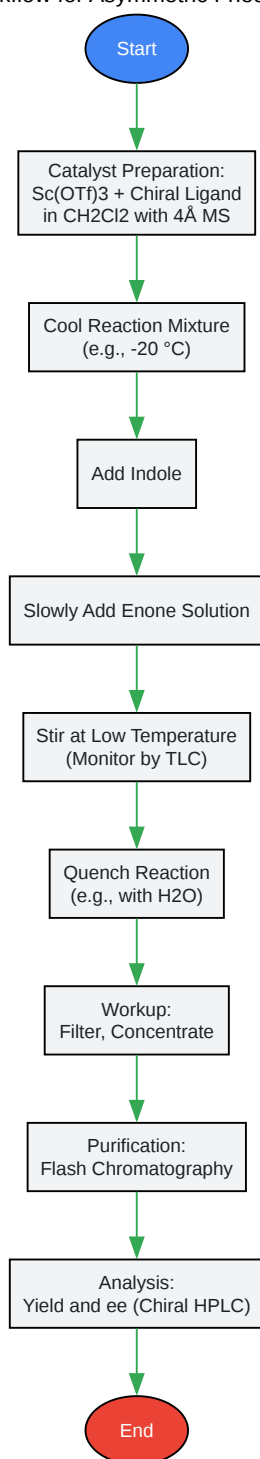 for Asymmetric
Start
Catalyst Preparation:
Sc(OTf)3 + Chiral Ligand
in CH2Cl2 with 4Å MS
Cool Reaction Mixture
(e.g., -20 °C)
Add Indole
Slowly Add Enone Solution
Stir at Low Temperature
(Monitor by TLC)
Quench Reaction
(e.g., with H2O)
Workup:
Filter, Concentrate
Purification:
Flash Chromatography
Analysis:
Yield and ee (Chiral HPLC)
End